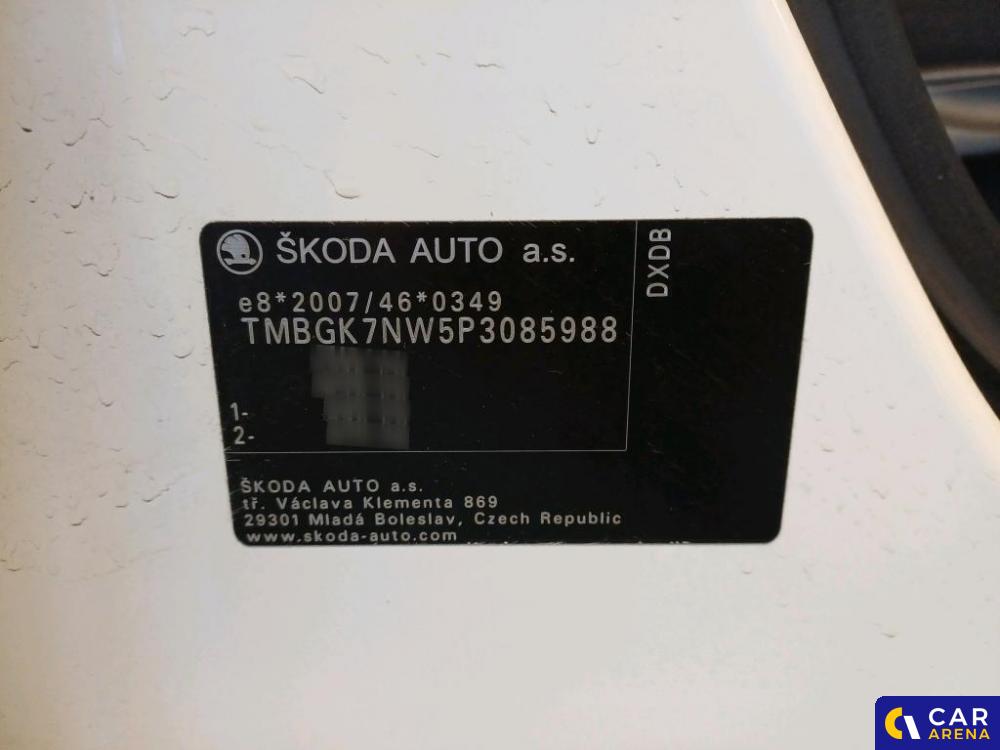 ŠKODA AUTO a.s.
DXDB
e8*2007/46*0349
TMBGK7NW5P3085988
1-
2-
ŠKODA AUTO a.s.
tř. Václava Klementa 869
29301 Mladá Boleslav, Czech Republic
www.skoda-auto.com
CAR
ARENA